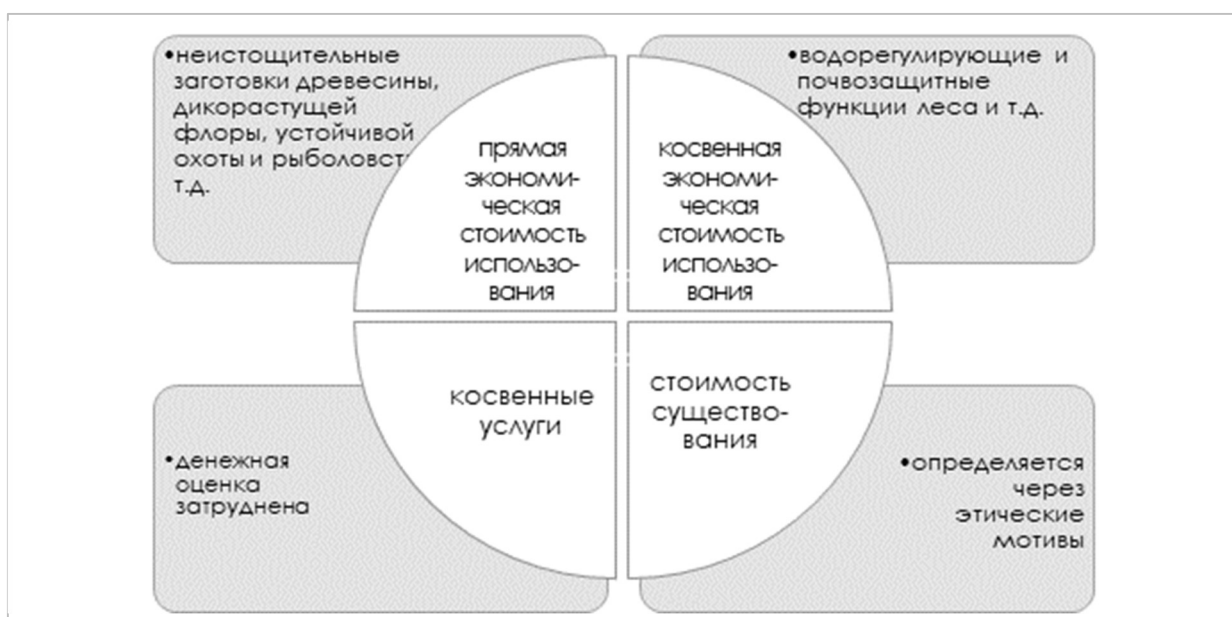 •неистощительные
заготовки древесины,
дикорастущей
флоры, устойчивой
охоты и рыболовст
т.д.
прямая
экономи-
ческая
стоимость
использо-
вания
косвенная
экономи-
ческая
стоимость
использо-
вания
•водорегулирующие и
почвозащитные
функции леса и т.д.
•денежная
оценка
затруднена
косвенные
услуги
стоимость
существо-
вания
•определяется
через
этические
мотивы